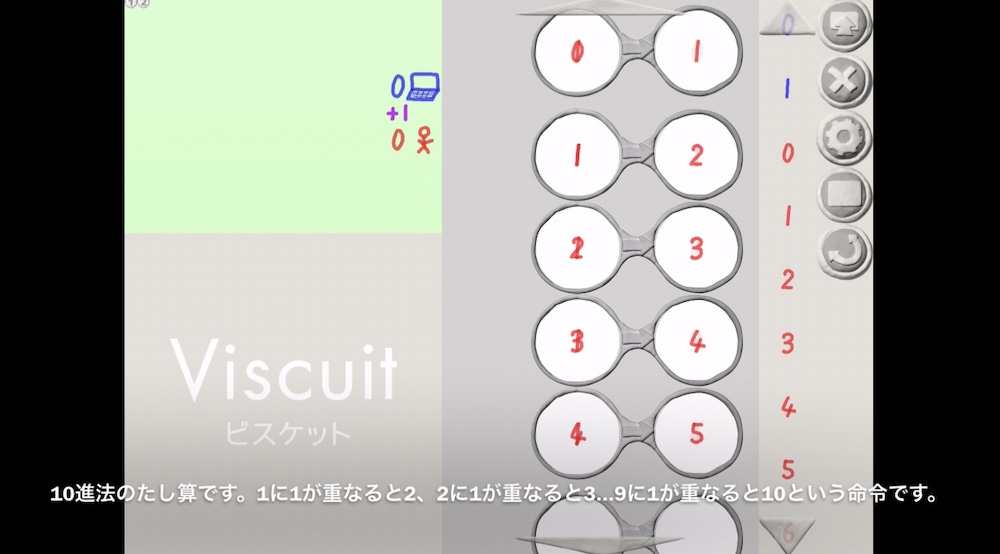 ①②
0 1 0
1
0
+1
0
1 2 0
1
2 3 2
3 4 3
4
4 5 5
6
Viscuit
ビスケット
10進法のたし算です。1に1が重なると2、2に1が重なると3...9に1が重なると10という命令です。